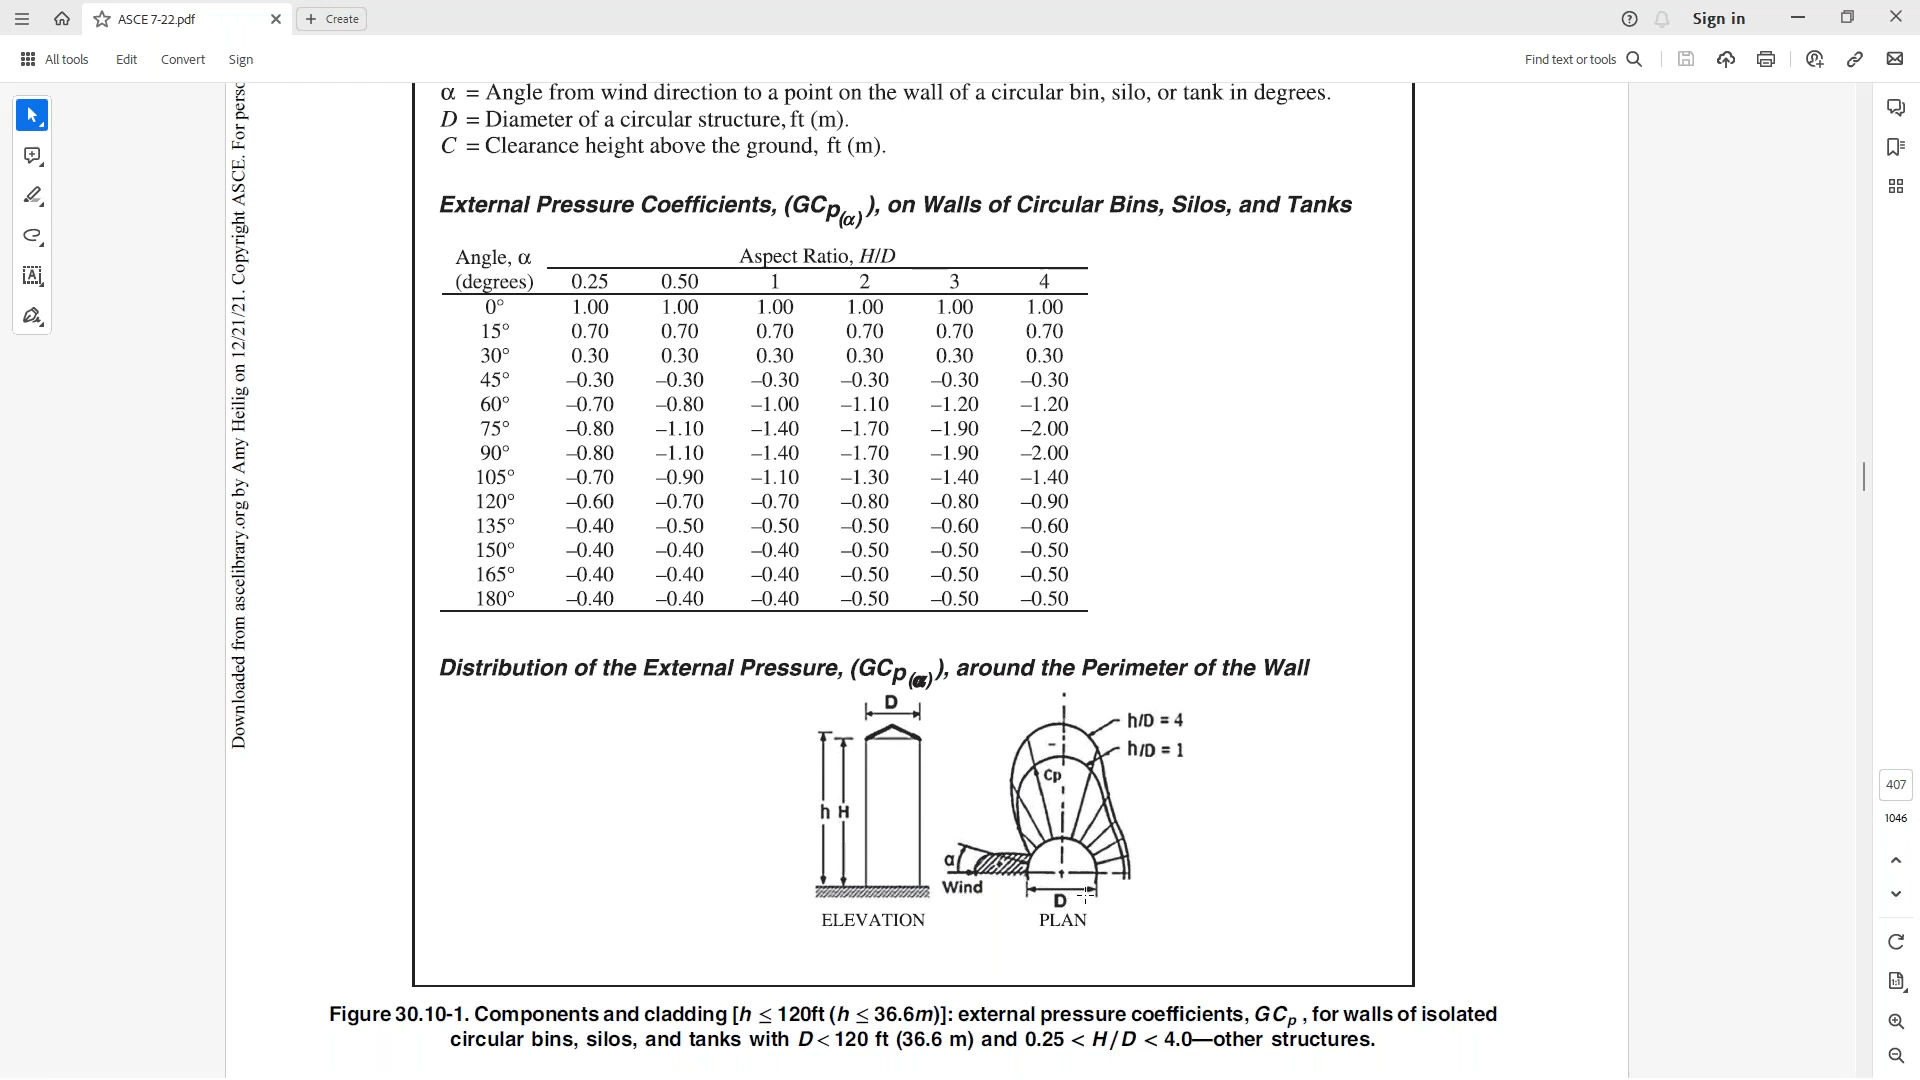 ASCE 7-22.pdf
Create
Sign in
All tools
Edit
Convert
Sign
Find text or tools
Downloaded from ascelibrary.org by Amy Heilig on 12/21/21. Copyright ASCE. For perso
α = Angle from wind direction to a point on the wall of a circular bin, silo, or tank in degrees.
D = Diameter of a circular structure, ft (m).
C = Clearance height above the ground, ft (m).
External Pressure Coefficients, (GCp(α)), on Walls of Circular Bins, Silos, and Tanks
Angle, α Aspect Ratio, H/D
(degrees) 0.25 0.50 1 2 3 4
0° 1.00 1.00 1.00 1.00 1.00 1.00
15° 0.70 0.70 0.70 0.70 0.70 0.70
30° 0.30 0.30 0.30 0.30 0.30 0.30
45° –0.30 –0.30 –0.30 –0.30 –0.30 –0.30
60° –0.70 –0.80 –1.00 –1.10 –1.20 –1.20
75° –0.80 –1.10 –1.40 –1.70 –1.90 –2.00
90° –0.80 –1.10 –1.40 –1.70 –1.90 –2.00
105° –0.70 –0.90 –1.10 –1.30 –1.40 –1.40
120° –0.60 –0.70 –0.70 –0.80 –0.80 –0.90
135° –0.40 –0.50 –0.50 –0.50 –0.60 –0.60
150° –0.40 –0.40 –0.40 –0.50 –0.50 –0.50
165° –0.40 –0.40 –0.40 –0.50 –0.50 –0.50
180° –0.40 –0.40 –0.40 –0.50 –0.50 –0.50
Distribution of the External Pressure, (GCp(α)), around the Perimeter of the Wall
D
h/D = 4
h/D = 1
Cp
h H
α
Wind
D
ELEVATION PLAN
Figure 30.10-1. Components and cladding [h ≤ 120ft (h ≤ 36.6m)]: external pressure coefficients, GCp, for walls of isolated
circular bins, silos, and tanks with D < 120 ft (36.6 m) and 0.25 < H/D < 4.0—other structures.
407
1046